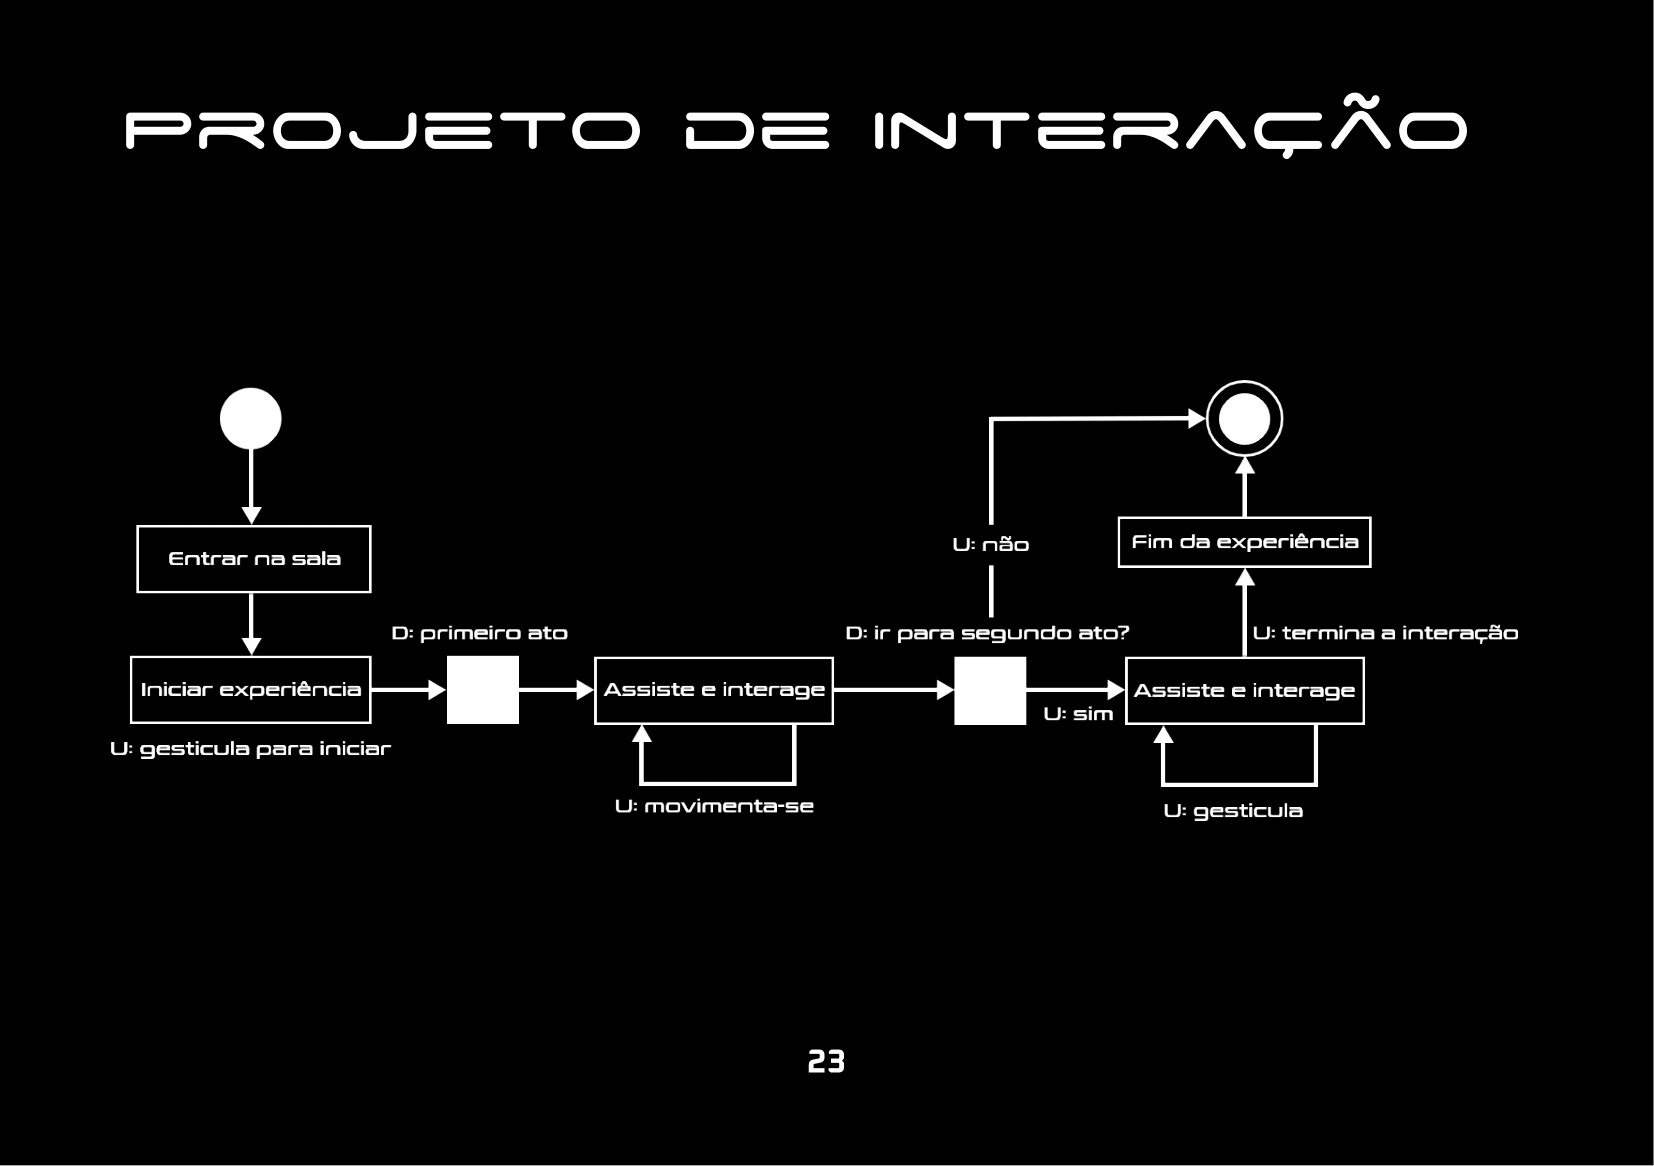 PROJETO DE INTERAÇÃO
Entrar na sala
Iniciar experiência
U: gesticula para iniciar
D: primeiro ato
Assiste e interage
U: movimenta-se
D: ir para segundo ato?
U: não
U: sim
Assiste e interage
U: gesticula
U: termina a interação
Fim da experiência
23